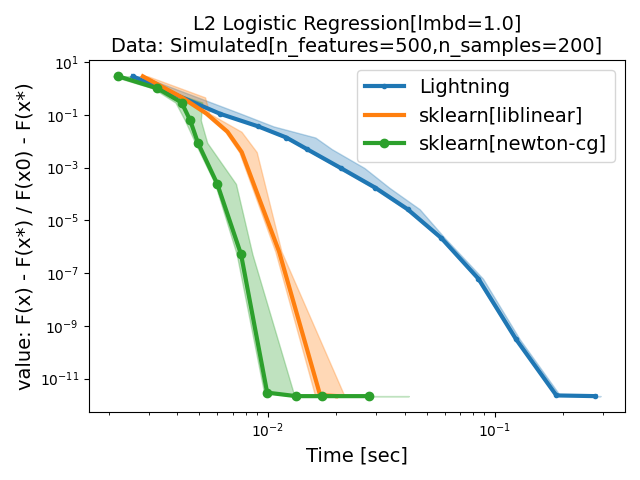 L2 Logistic Regression[lmbd=1.0]
Data: Simulated[n_features=500,n_samples=200]
value: F(x) - F(x*) / F(x0) - F(x*)
10¹
10⁻¹
10⁻³
10⁻⁵
10⁻⁷
10⁻⁹
10⁻¹¹
Lightning
sklearn[liblinear]
sklearn[newton-cg]
10⁻²
10⁻¹
Time [sec]